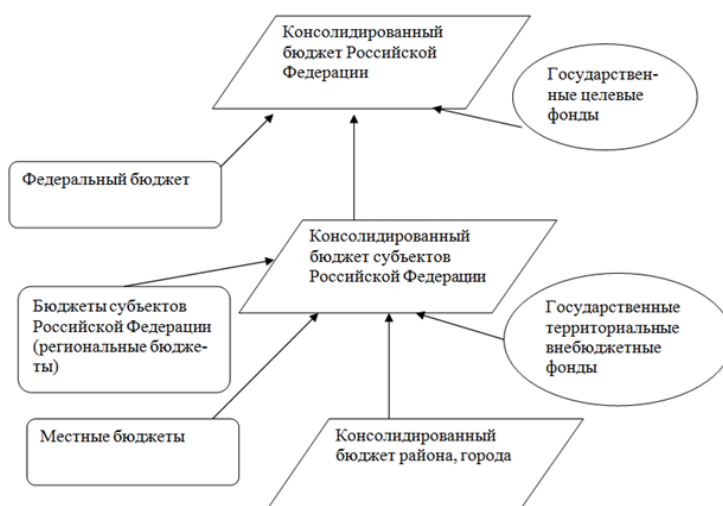 Консолидированный
бюджет Российской
Федерации
Государствен-
ные целевые
фонды
Федеральный бюджет
Консолидированный
бюджет субъектов
Российской Федерации
Бюджеты субъектов
Российской Федерации
(региональные бюдже-
ты)
Государственные
территориальные
внебюджетные
фонды
Местные бюджеты
Консолидированный
бюджет района, города